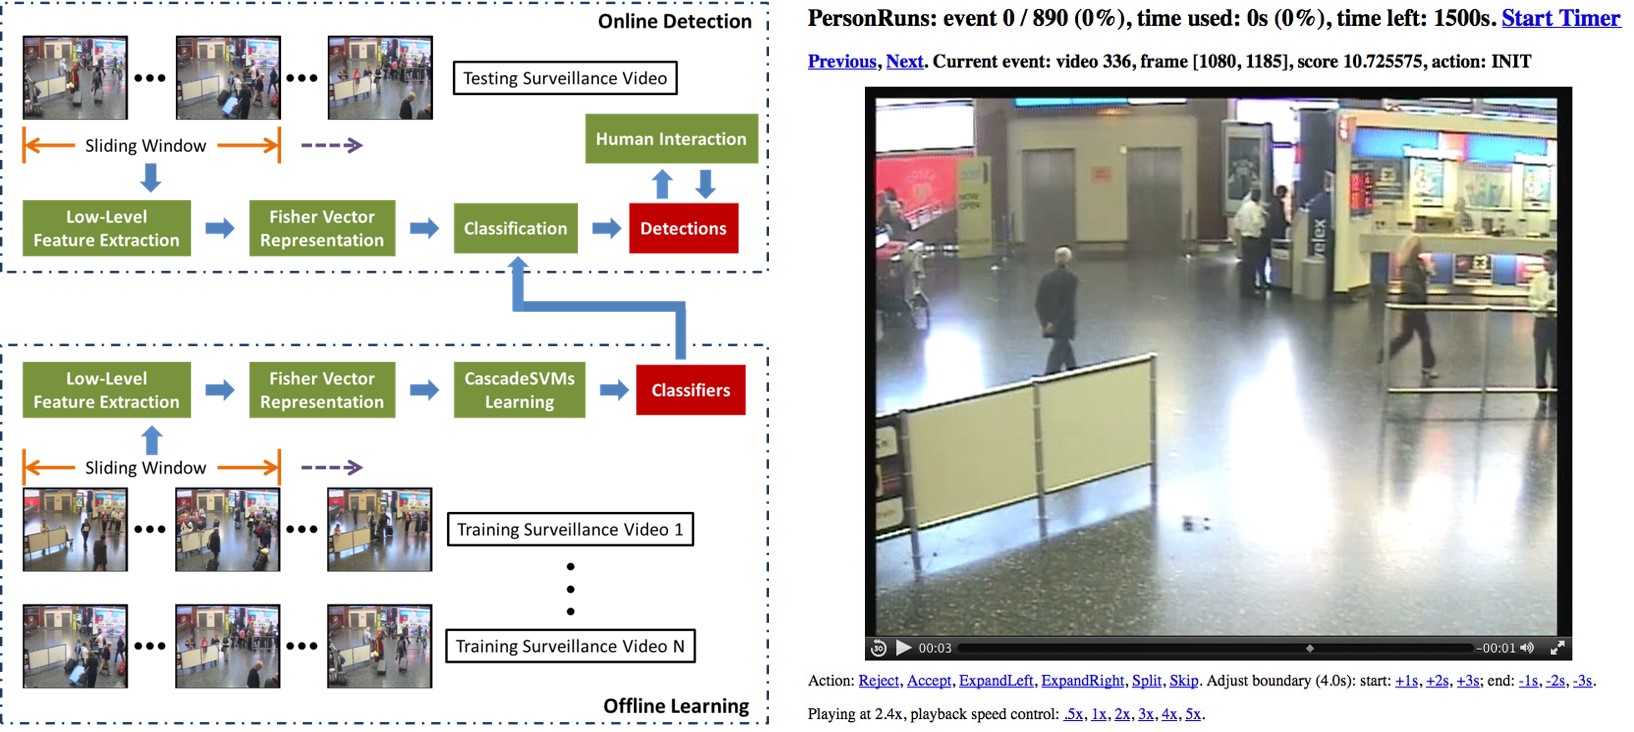 Online Detection
Testing Surveillance Video
Sliding Window
Human Interaction
Low-Level
Feature Extraction
Fisher Vector
Representation
Classification
Detections
Low-Level
Feature Extraction
Fisher Vector
Representation
CascadeSVMs
Learning
Classifiers
Sliding Window
Training Surveillance Video 1
Training Surveillance Video N
Offline Learning
PersonRuns: event 0 / 890 (0%), time used: 0s (0%), time left: 1500s. Start Timer
Previous, Next. Current event: video 336, frame [1080, 1185], score 10.725575, action: INIT
NOW
OPEN
elex
30
00:03
-00:01
Action: Reject, Accept, ExpandLeft, ExpandRight, Split, Skip. Adjust boundary (4.0s): start: +1s, +2s, +3s; end: -1s, -2s, -3s.
Playing at 2.4x, playback speed control: .5x, 1x, 2x, 3x, 4x, 5x.